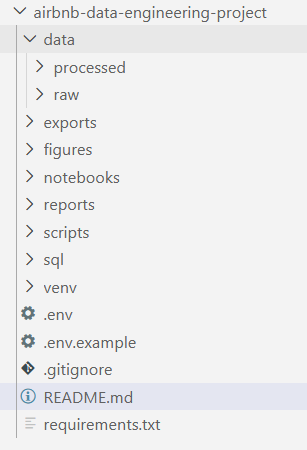 airbnb-data-engineering-project
data
processed
raw
exports
figures
notebooks
reports
scripts
sql
venv
.env
.env.example
.gitignore
README.md
requirements.txt